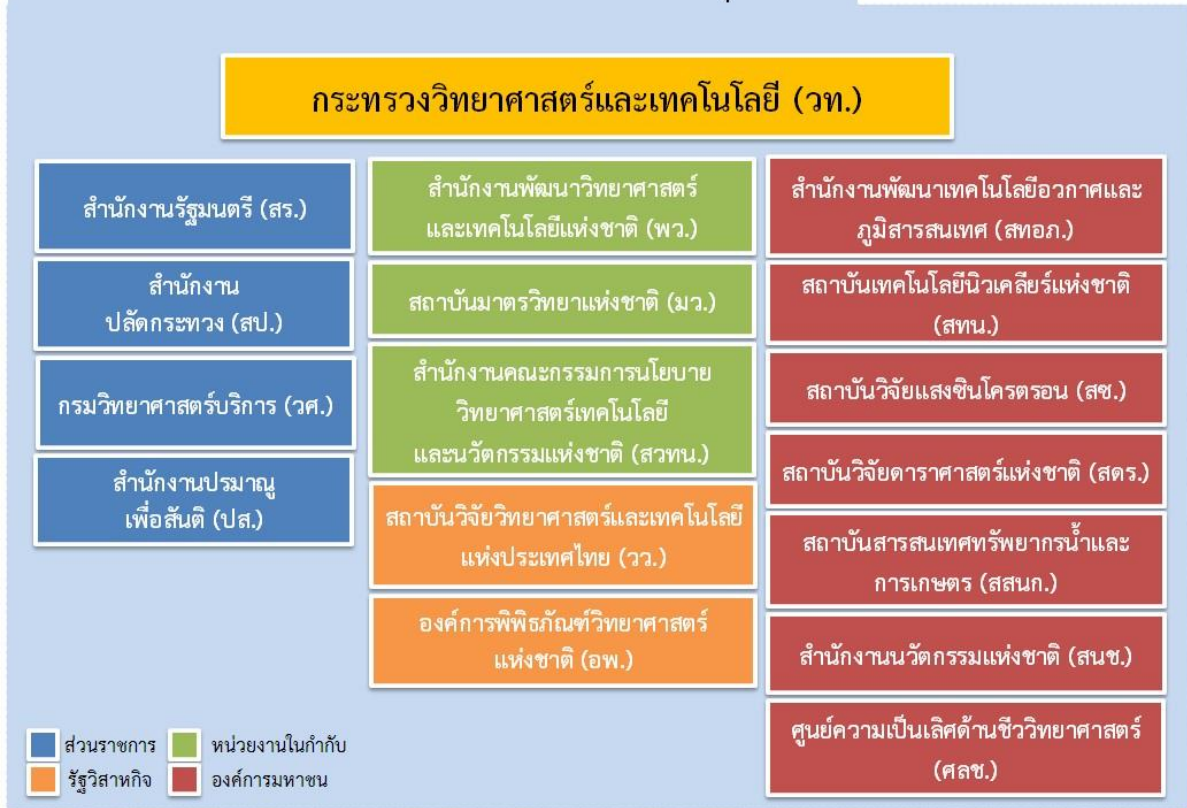 กระทรวงวิทยาศาสตร์และเทคโนโลยี (วท.)
สำนักงานรัฐมนตรี (สร.)
สำนักงาน
ปลัดกระทวง (สป.)
กรมวิทยาศาสตร์บริการ (วศ.)
สำนักงานปรมาณู
เพื่อสันติ (ปส.)
สำนักงานพัฒนาวิทยาศาสตร์
และเทคโนโลยีแห่งชาติ (พว.)
สถาบันมาตรวิทยาแห่งชาติ (มว.)
สำนักงานคณะกรรมการนโยบาย
วิทยาศาสตร์เทคโนโลยี
และนวัตกรรมแห่งชาติ (สวทน.)
สถาบันวิจัยวิทยาศาสตร์และเทคโนโลยี
แห่งประเทศไทย (วว.)
องค์การพิพิธภัณฑ์วิทยาศาสตร์
แห่งชาติ (อพ.)
สำนักงานพัฒนาเทคโนโลยีอวกาศและ
ภูมิสารสนเทศ (สทอภ.)
สถาบันเทคโนโลยีนิวเคลียร์แห่งชาติ
(สทน.)
สถาบันวิจัยแสงซินโครตรอน (สซ.)
สถาบันวิจัยดาราศาสตร์แห่งชาติ (สดร.)
สถาบันสารสนเทศทรัพยากรน้ำและ
การเกษตร (สสนก.)
สำนักงานนวัตกรรมแห่งชาติ (สนช.)
ศูนย์ความเป็นเลิศด้านชีววิทยาศาสตร์
(ศลช.)
ส่วนราชการ
หน่วยงานในกำกับ
รัฐวิสาหกิจ
องค์การมหาชน